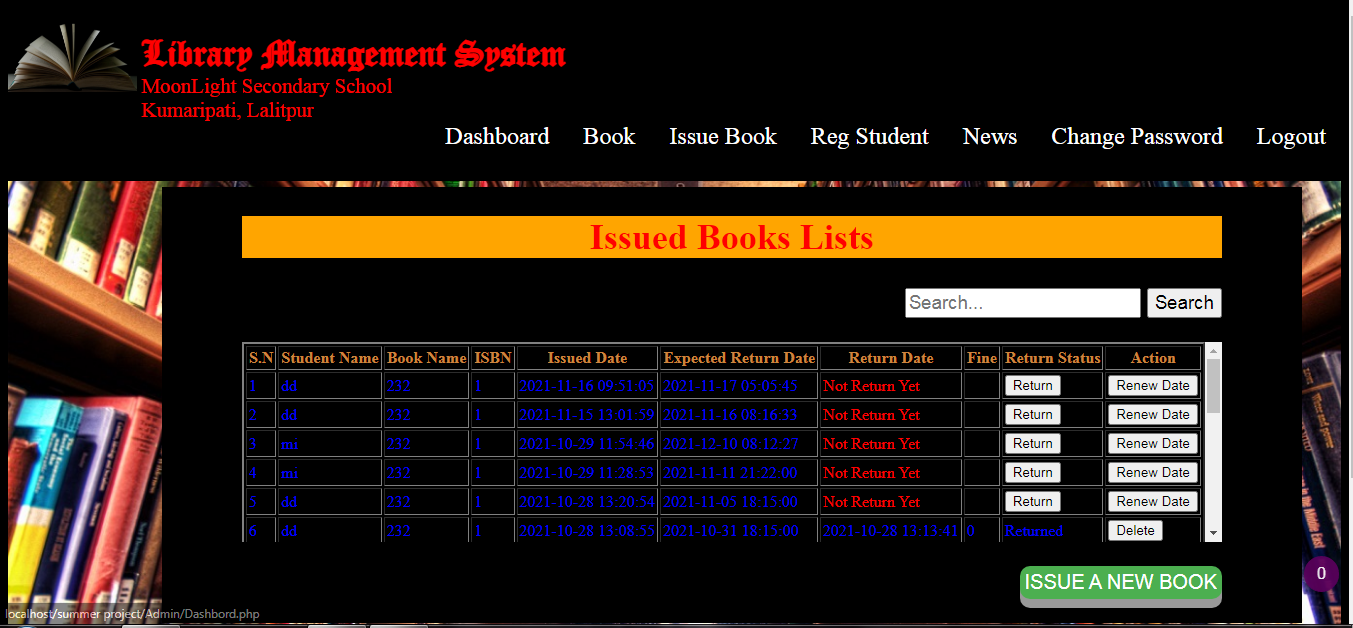 Library Management System
MoonLight Secondary School
Kumaripati, Lalitpur
Dashboard Book Issue Book Reg Student News Change Password Logout
Issued Books Lists
Search... Search
S.N Student Name Book Name ISBN Issued Date Expected Return Date Return Date Fine Return Status Action
1 dd 232 1 2021-11-16 09:51:05 2021-11-17 05:05:45 Not Return Yet Return Renew Date
2 dd 232 1 2021-11-15 13:01:59 2021-11-16 08:16:33 Not Return Yet Return Renew Date
3 mi 232 1 2021-10-29 11:54:46 2021-12-10 08:12:27 Not Return Yet Return Renew Date
4 mi 232 1 2021-10-29 11:28:53 2021-11-11 21:22:00 Not Return Yet Return Renew Date
5 dd 232 1 2021-10-28 13:20:54 2021-11-05 18:15:00 Not Return Yet Return Renew Date
6 dd 232 1 2021-10-28 13:08:55 2021-10-31 18:15:00 2021-10-28 13:13:41 0 Returned Delete
ISSUE A NEW BOOK
0
localhost/summer project/Admin/Dashbord.php